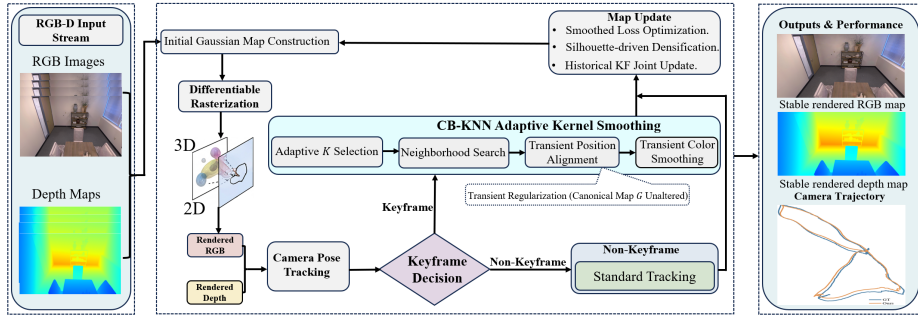 RGB-D Input
Stream
RGB Images
Depth Maps
Initial Gaussian Map Construction
Differentiable
Rasterization
3D
2D
Rendered
RGB
Rendered
Depth
Camera Pose
Tracking
Keyframe
Decision
Keyframe
Non-Keyframe
CB-KNN Adaptive Kernel Smoothing
Adaptive K Selection
Neighborhood Search
Transient Position
Alignment
Transient Color
Smoothing
Transient Regularization (Canonical Map G Unaltered)
Non-Keyframe
Standard Tracking
Map Update
• Smoothed Loss Optimization.
• Silhouette-driven Densification.
• Historical KF Joint Update.
Outputs & Performance
Stable rendered RGB map
Stable rendered depth map
Camera Trajectory
GT
Ours